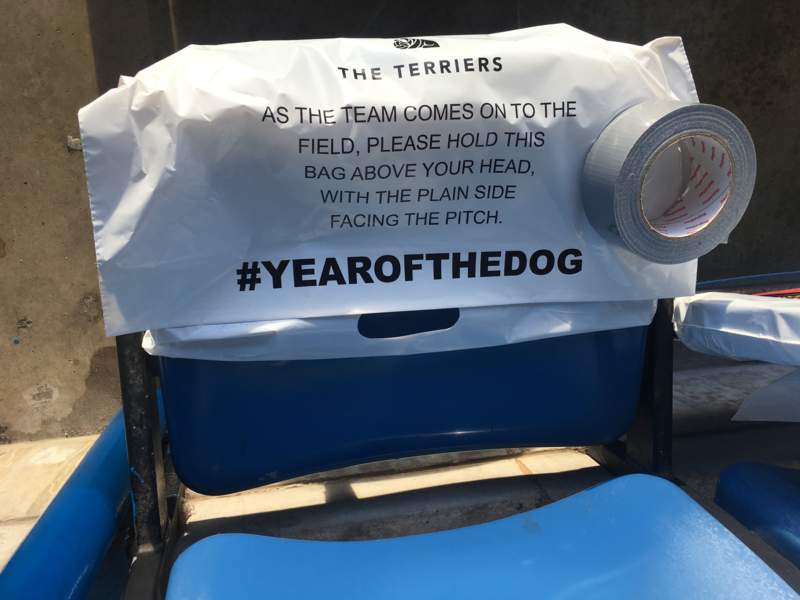 THE TERRIERS
AS THE TEAM COMES ON TO THE
FIELD, PLEASE HOLD THIS
BAG ABOVE YOUR HEAD,
WITH THE PLAIN SIDE
FACING THE PITCH.
#YEAROFTHEDOG